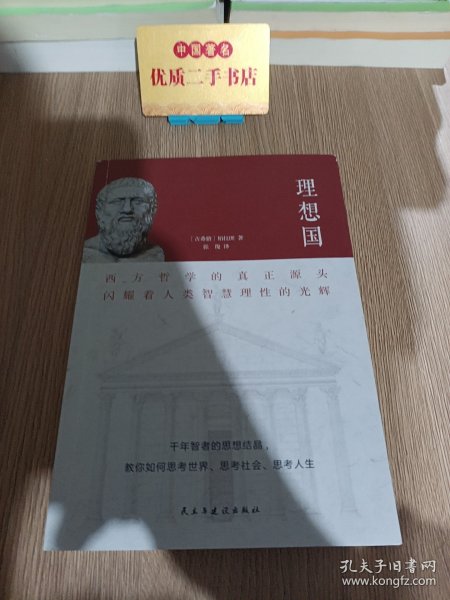 中国著名
优质二手书店
理想国
［古希腊］柏拉图 著
张俊 译
西方哲学的真正源头
闪耀着人类智慧理性的光辉
千年智者的思想结晶，
教你如何思考世界、思考社会、思考人生
民主与建设出版社
孔夫子旧书网
www.kongfz.com